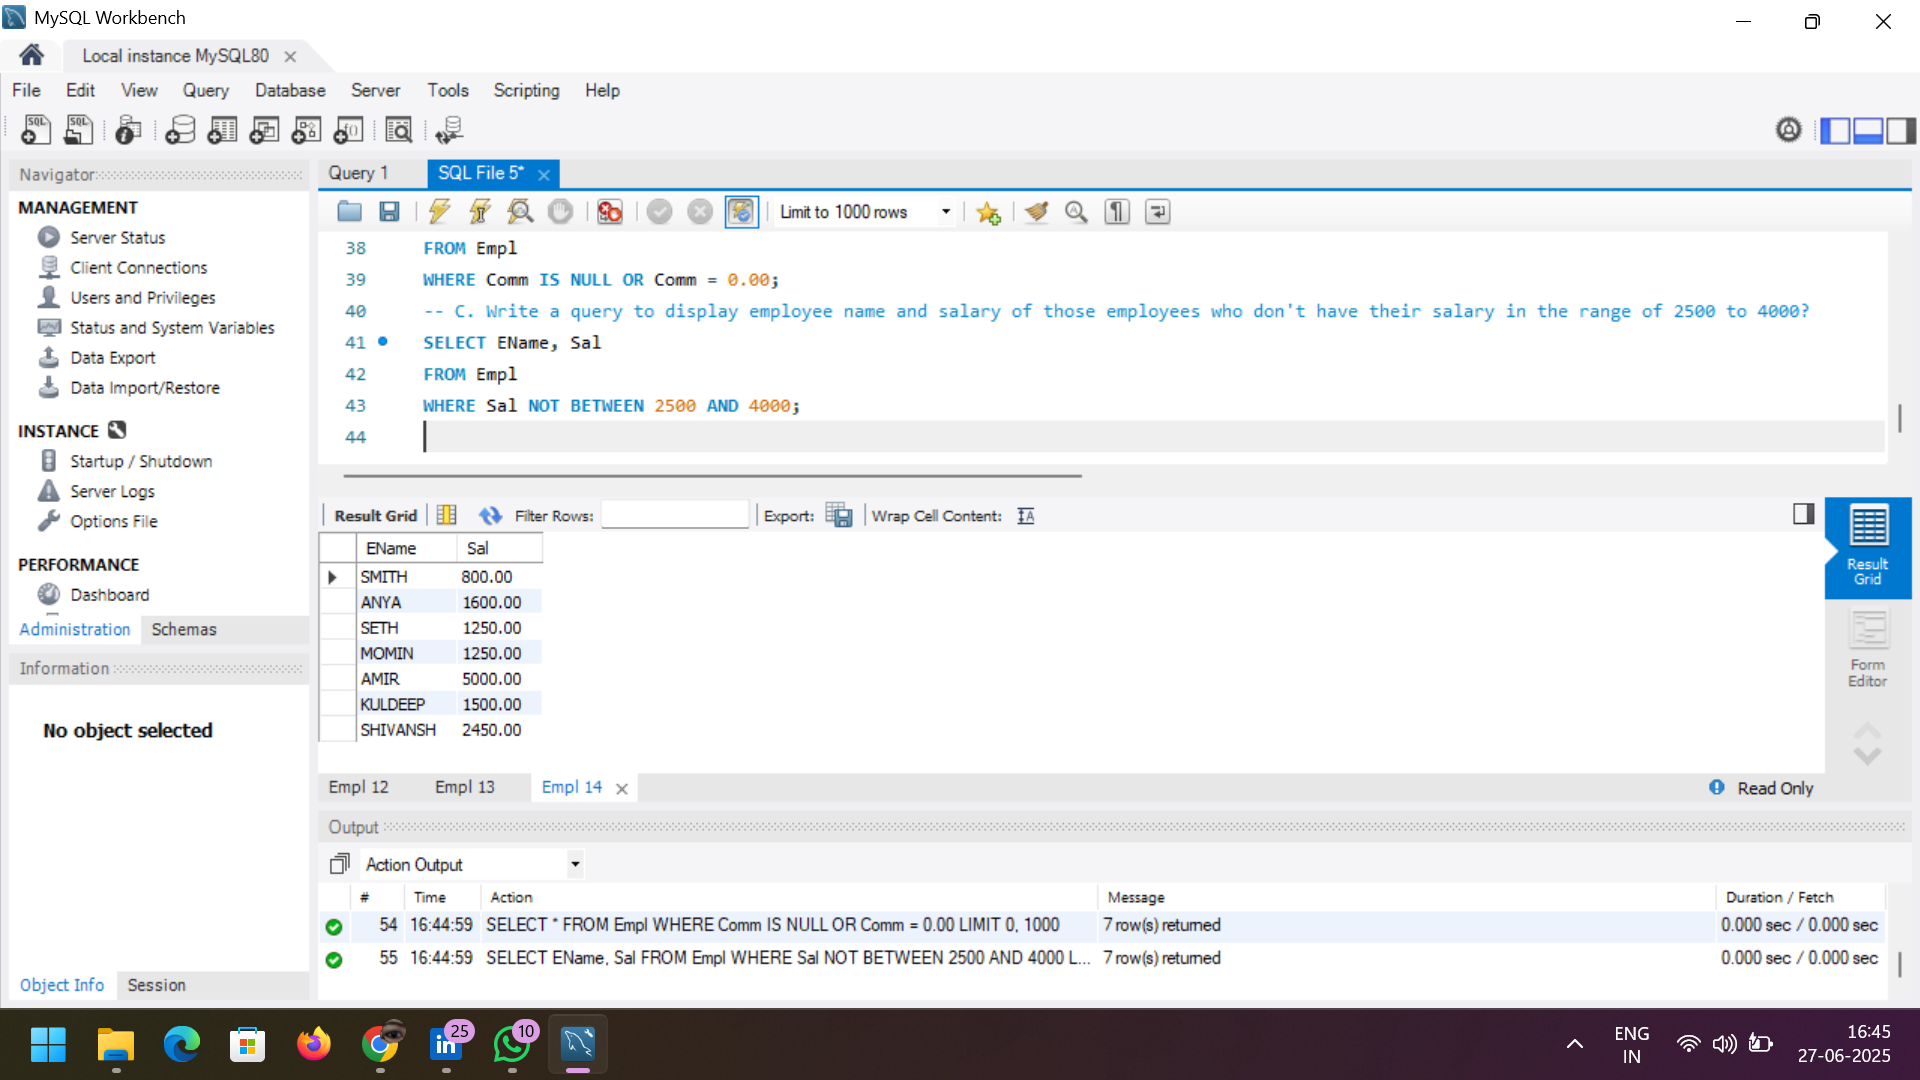 MySQL Workbench
Local instance MySQL80
File Edit View Query Database Server Tools Scripting Help
Navigator
MANAGEMENT
Server Status
Client Connections
Users and Privileges
Status and System Variables
Data Export
Data Import/Restore
INSTANCE
Startup / Shutdown
Server Logs
Options File
PERFORMANCE
Dashboard
Administration Schemas
Information
No object selected
Object Info Session
Query 1 SQL File 5*
Limit to 1000 rows
38 FROM Empl
39 WHERE Comm IS NULL OR Comm = 0.00;
40 -- C. Write a query to display employee name and salary of those employees who don't have their salary in the range of 2500 to 4000?
41 SELECT EName, Sal
42 FROM Empl
43 WHERE Sal NOT BETWEEN 2500 AND 4000;
44
Result Grid Filter Rows: Export: Wrap Cell Content:
EName Sal
SMITH 800.00
ANYA 1600.00
SETH 1250.00
MOMIN 1250.00
AMIR 5000.00
KULDEEP 1500.00
SHIVANSH 2450.00
Result
Grid
Form
Editor
Empl 12 Empl 13 Empl 14 Read Only
Output
Action Output
# Time Action Message Duration / Fetch
54 16:44:59 SELECT * FROM Empl WHERE Comm IS NULL OR Comm = 0.00 LIMIT 0, 1000 7 row(s) returned 0.000 sec / 0.000 sec
55 16:44:59 SELECT EName, Sal FROM Empl WHERE Sal NOT BETWEEN 2500 AND 4000 L... 7 row(s) returned 0.000 sec / 0.000 sec
25 10
ENG
IN
16:45
27-06-2025